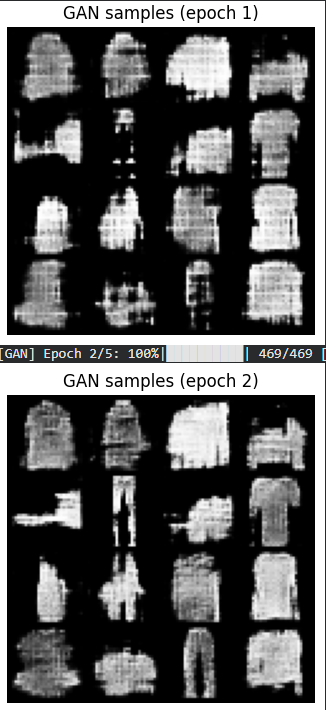 GAN samples (epoch 1)
[GAN] Epoch 2/5: 100%| | 469/469 [
GAN samples (epoch 2)